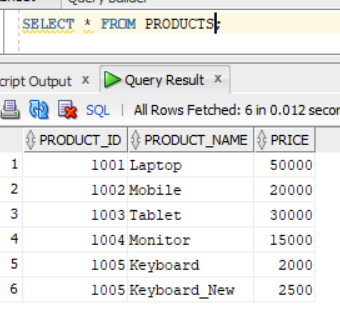 Query Builder
SELECT * FROM PRODUCTS;
cript Output x Query Result x
SQL | All Rows Fetched: 6 in 0.012 secor
PRODUCT_ID PRODUCT_NAME PRICE
1 1001 Laptop 50000
2 1002 Mobile 20000
3 1003 Tablet 30000
4 1004 Monitor 15000
5 1005 Keyboard 2000
6 1005 Keyboard_New 2500